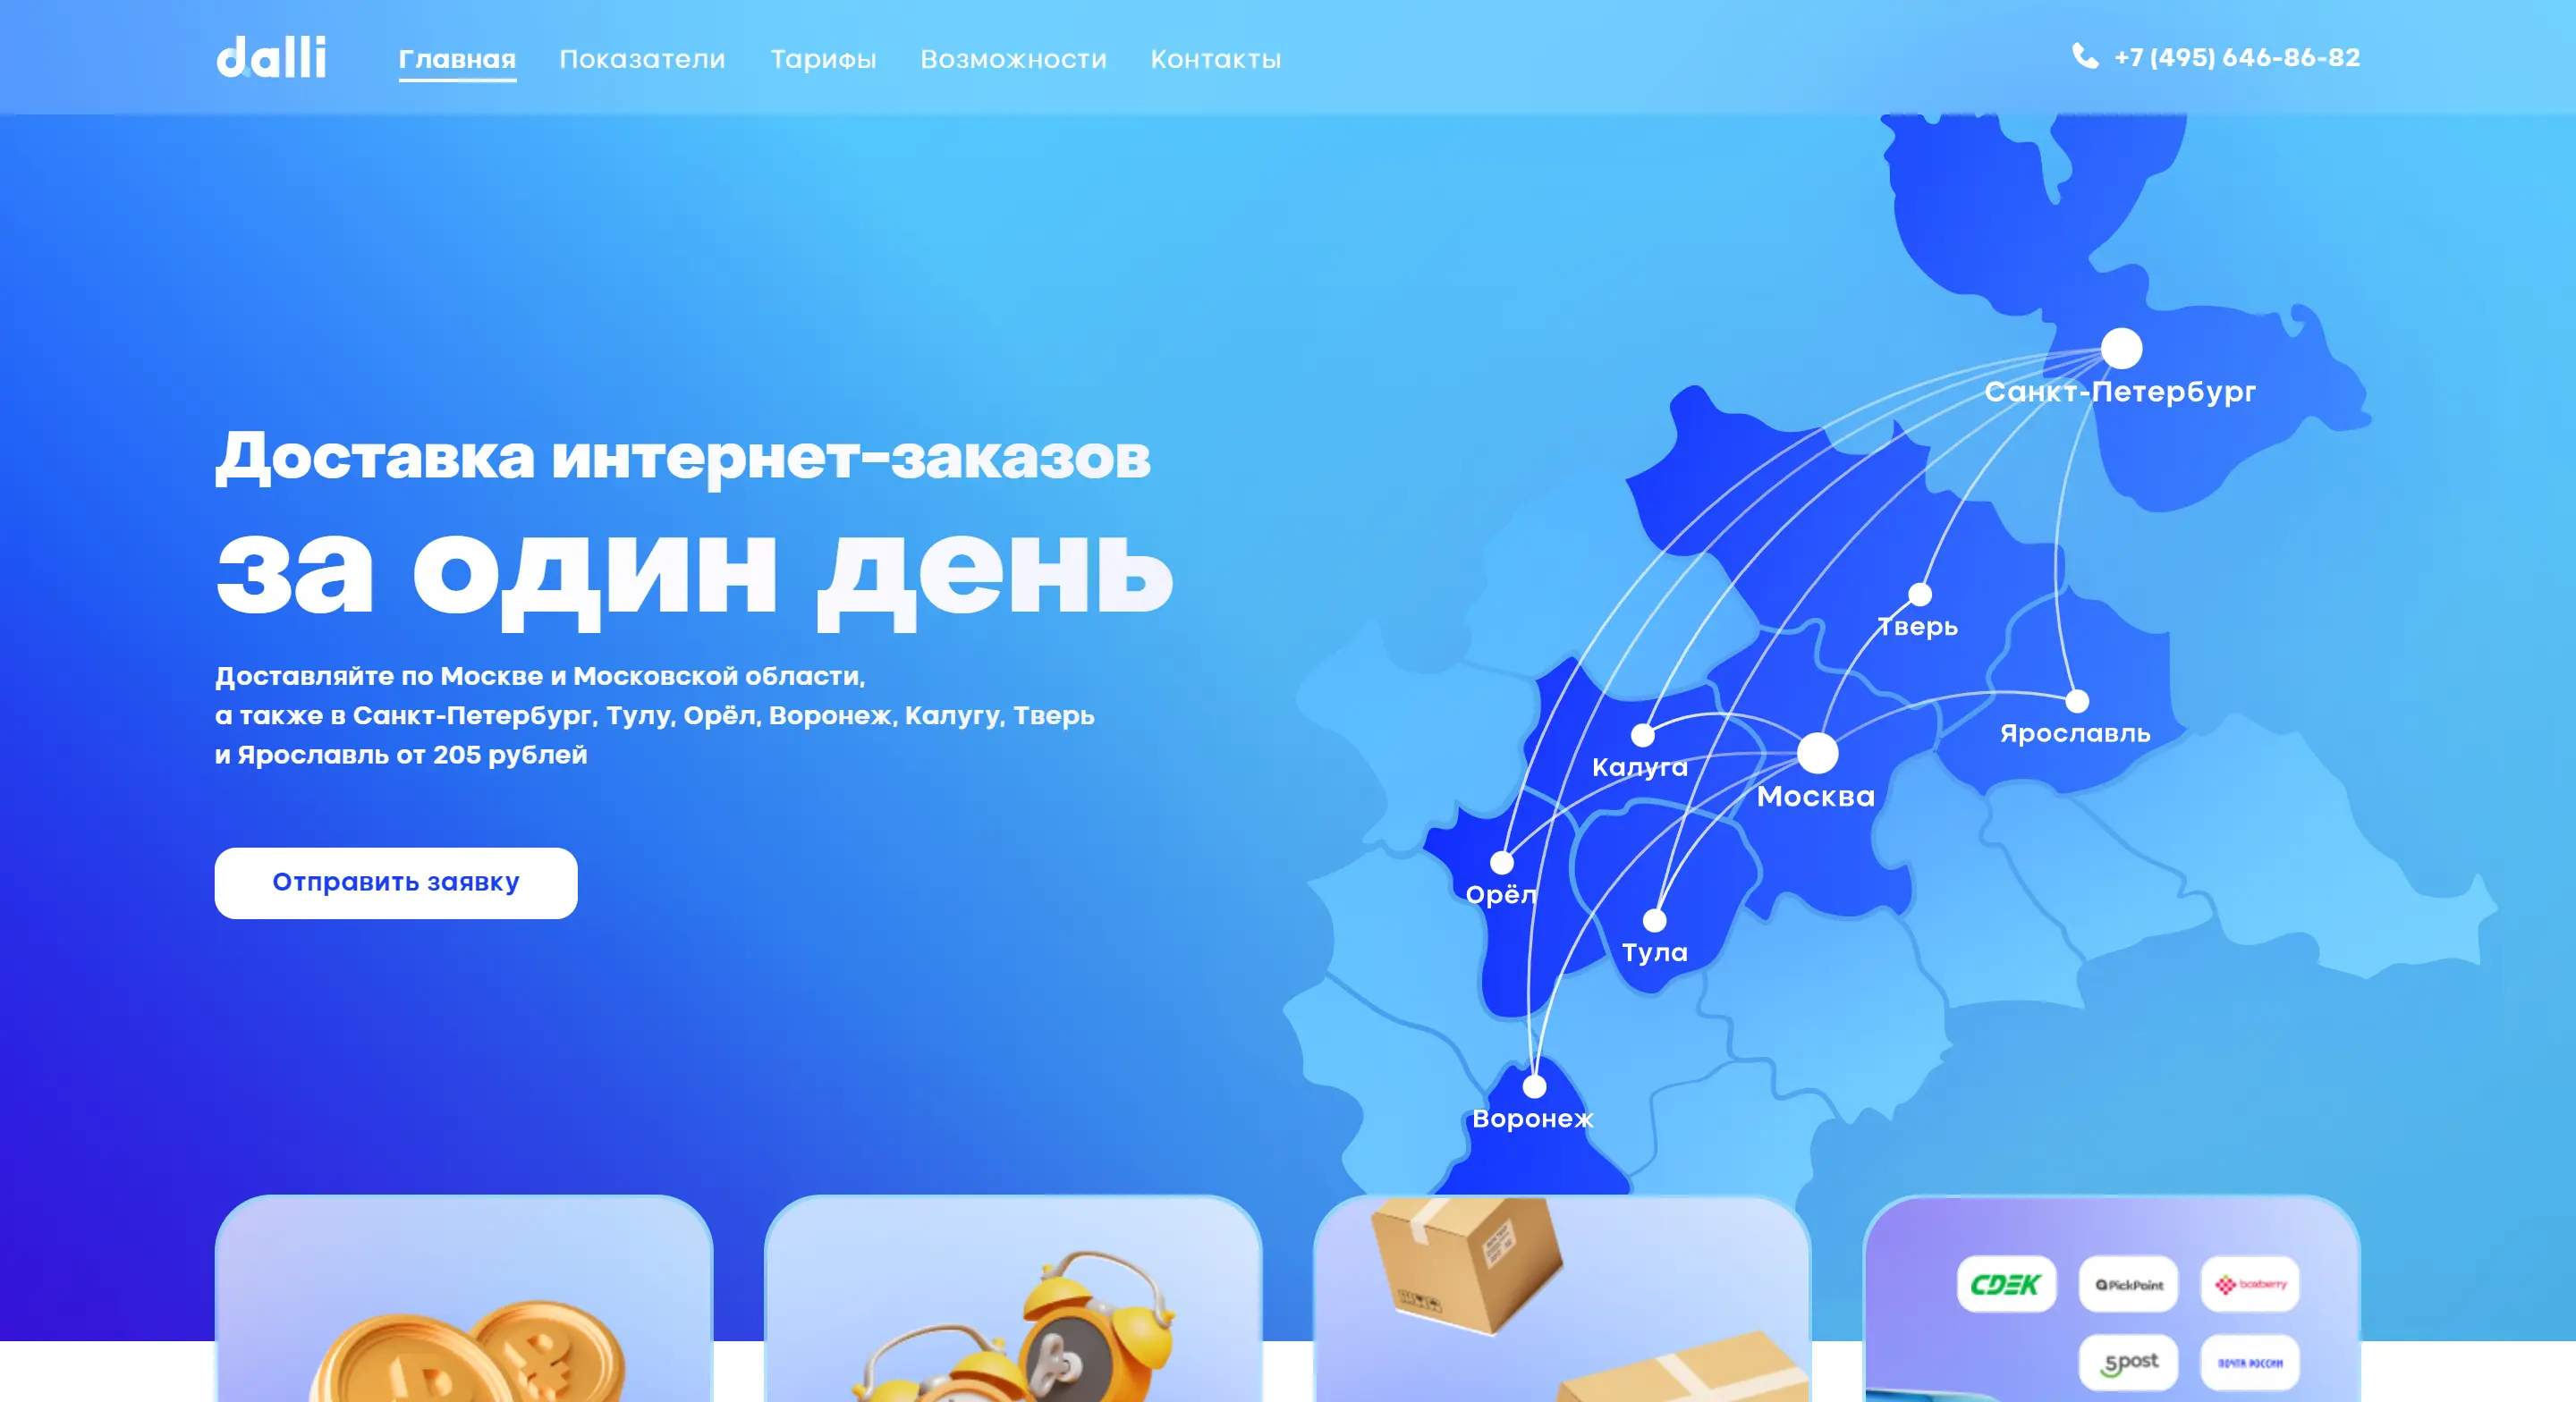 dalli
Главная Показатели Тарифы Возможности Контакты
+7 (495) 646-86-82
Доставка интернет-заказов
за один день
Доставляйте по Москве и Московской области,
а также в Санкт-Петербург, Тулу, Орёл, Воронеж, Калугу, Тверь
и Ярославль от 205 рублей
Отправить заявку
Санкт-Петербург
Тверь
Ярославль
Калуга
Москва
Орёл
Тула
Воронеж
CDEK PickPoint boxberry
5post ПОЧТА РОССИИ